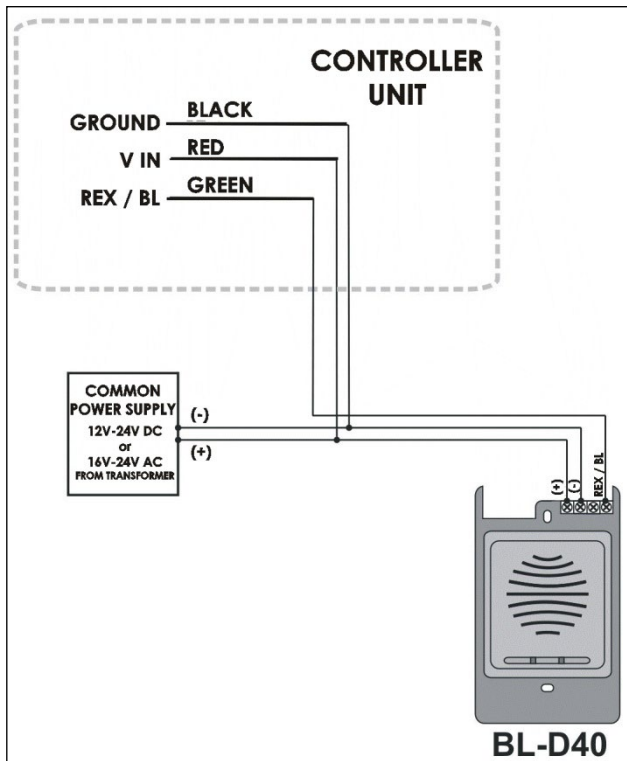 CONTROLLER
UNIT
GROUND BLACK
V IN RED
REX / BL GREEN
COMMON
POWER SUPPLY
12V-24V DC
or
16V-24V AC
FROM TRANSFORMER
(-)
(+)
(+)
(-)
REX / BL
BL-D40